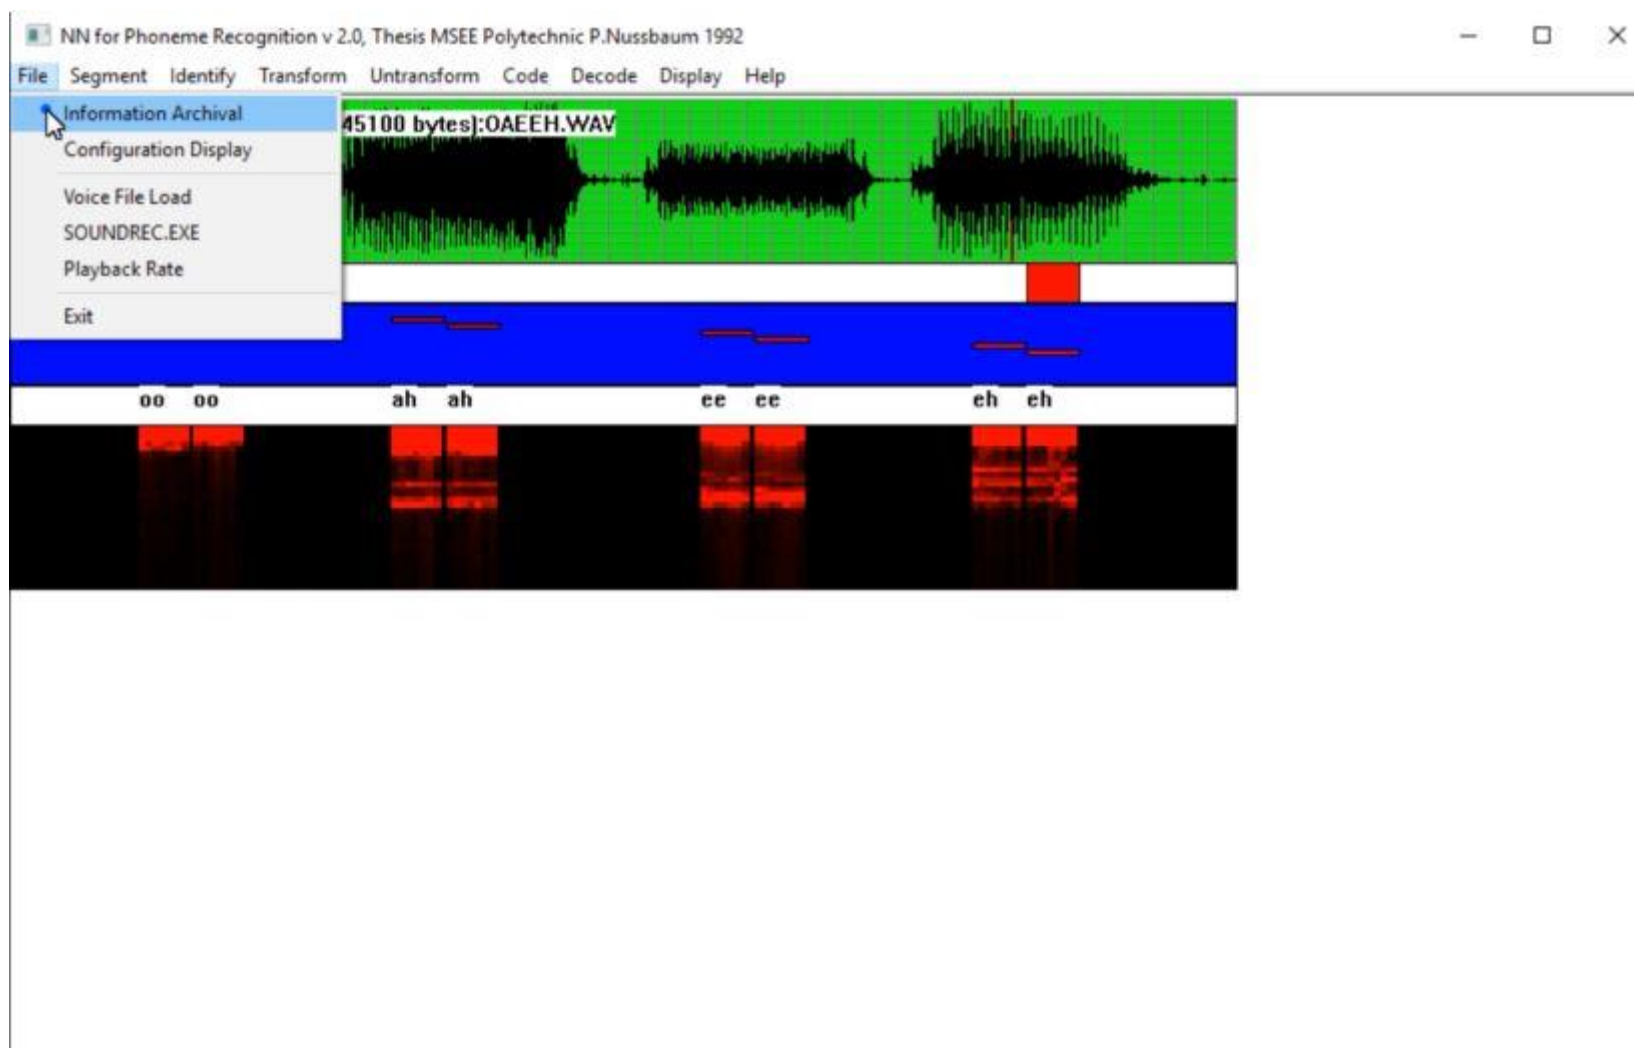 NN for Phoneme Recognition v 2.0, Thesis MSEE Polytechnic P.Nussbaum 1992
File Segment Identify Transform Untransform Code Decode Display Help
Information Archival
45100 bytes]:OAEEH.WAV
Configuration Display
Voice File Load
SOUNDREC.EXE
Playback Rate
Exit
oo oo ah ah ee ee eh eh